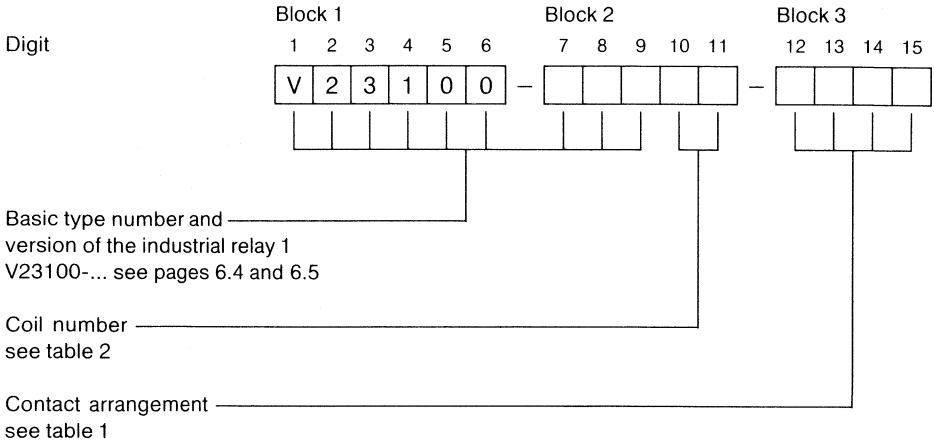 Block 1 Block 2 Block 3
Digit 1 2 3 4 5 6 7 8 9 10 11 12 13 14 15
V 2 3 1 0 0 – –
Basic type number and
version of the industrial relay 1
V23100-... see pages 6.4 and 6.5
Coil number
see table 2
Contact arrangement
see table 1